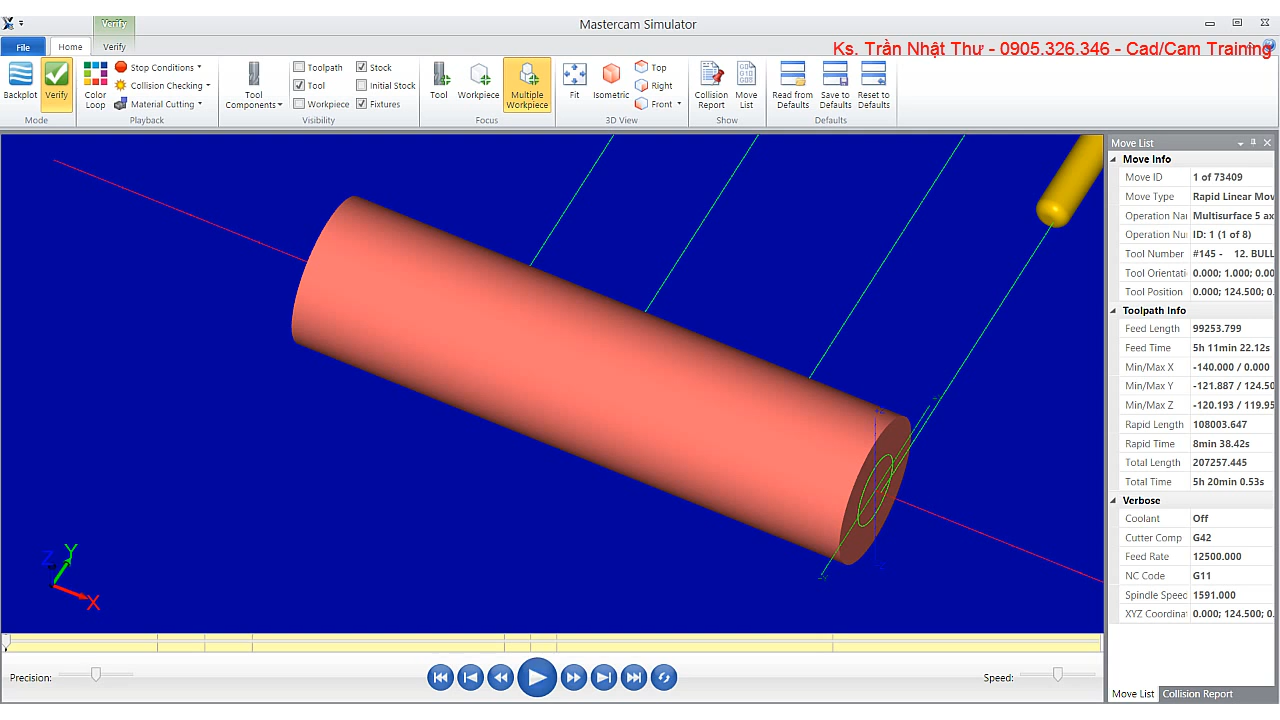 Verify
Mastercam Simulator
File
Home
Verify
Ks. Trần Nhật Thư - 0905.326.346 - Cad/Cam Training
Backplot
Verify
Mode
Color Loop
Stop Conditions
Collision Checking
Material Cutting
Playback
Tool Components
Toolpath
Tool
Workpiece
Stock
Initial Stock
Fixtures
Visibility
Tool
Workpiece
Multiple Workpiece
Focus
Fit
Isometric
Top
Right
Front
3D View
Collision Report
Move List
Show
Read from Defaults
Save to Defaults
Reset to Defaults
Defaults
Z
Y
X
Move List
Move Info
Move ID 1 of 73409
Move Type Rapid Linear Mov
Operation Nar Multisurface 5 ax
Operation Nur ID: 1 (1 of 8)
Tool Number #145 - 12. BULL
Tool Orientati 0.000; 1.000; 0.00
Tool Position 0.000; 124.500; 0.
Toolpath Info
Feed Length 99253.799
Feed Time 5h 11min 22.12s
Min/Max X -140.000 / 0.000
Min/Max Y -121.887 / 124.50
Min/Max Z -120.193 / 119.95
Rapid Length 108003.647
Rapid Time 8min 38.42s
Total Length 207257.445
Total Time 5h 20min 0.53s
Verbose
Coolant Off
Cutter Comp G42
Feed Rate 12500.000
NC Code G11
Spindle Speed 1591.000
XYZ Coordinat 0.000; 124.500; 0.
Precision:
Speed:
Move List
Collision Report